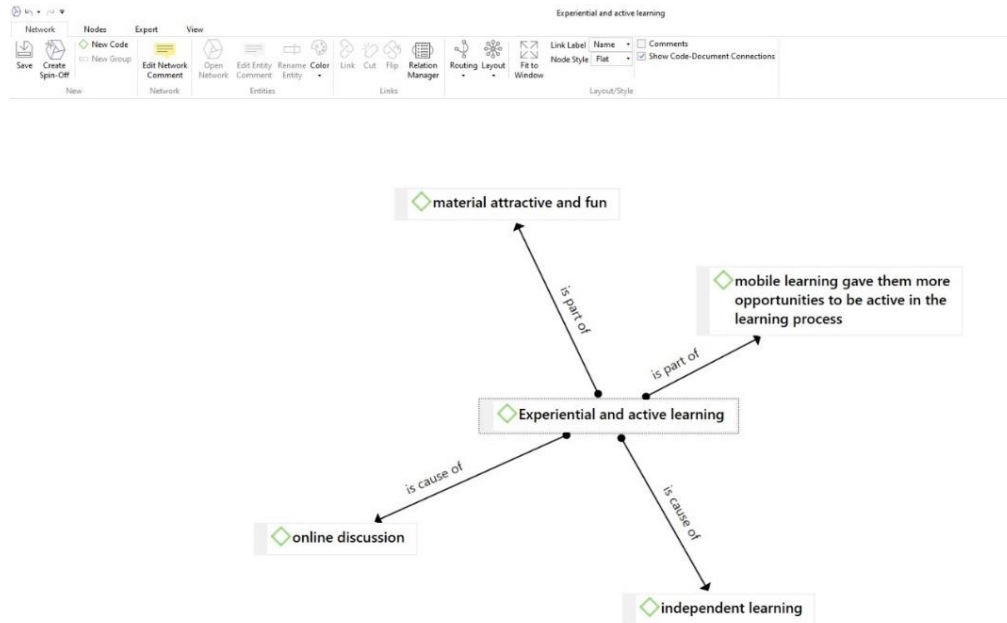 Experiential and active learning
Network Nodes Export View
Save
Create Spin-Off
New Code
New Group
New
Edit Network Comment
Network
Open Network
Edit Entity Comment
Rename Entity
Color
Entities
Link
Cut
Flip
Relation Manager
Links
Routing
Layout
Fit to Window
Link Label Name
Node Style Flat
Comments
Show Code-Document Connections
Layout/Style
material attractive and fun
is part of
mobile learning gave them more
opportunities to be active in the
learning process
is part of
Experiential and active learning
is cause of
online discussion
is cause of
independent learning